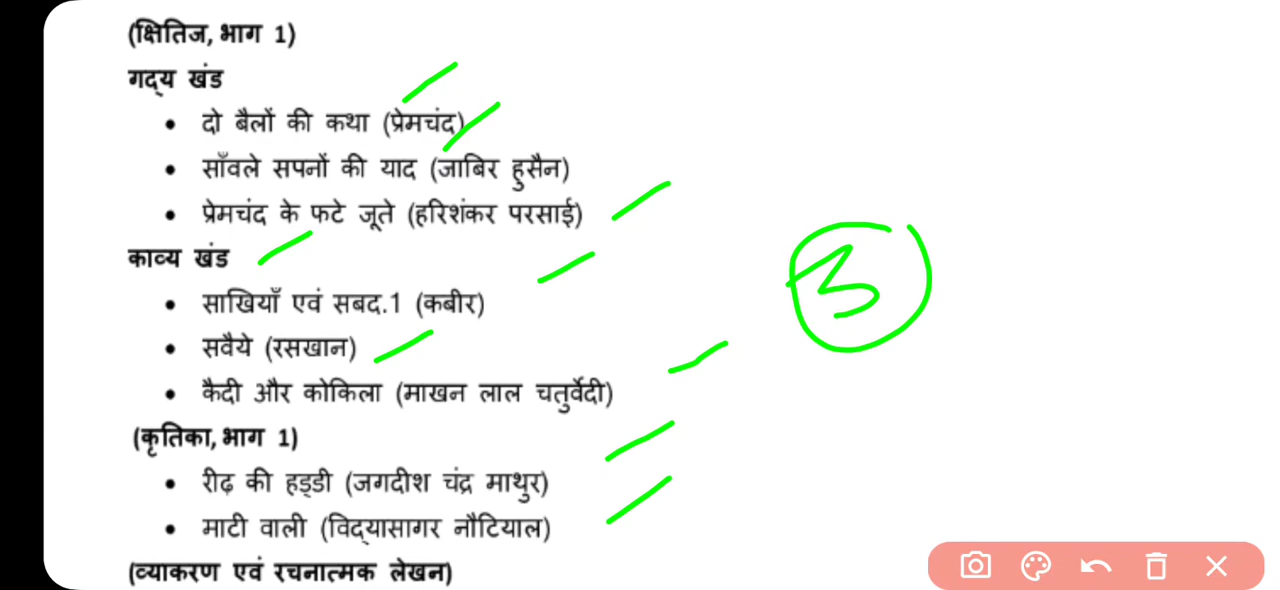 (क्षितिज, भाग 1)
गद्य खंड
• दो बैलों की कथा (प्रेमचंद)
• साँवले सपनों की याद (जाबिर हुसैन)
• प्रेमचंद के फटे जूते (हरिशंकर परसाई)
काव्य खंड
• साखियाँ एवं सबद.1 (कबीर)
• सवैये (रसखान)
• कैदी और कोकिला (माखन लाल चतुर्वेदी)
(कृतिका, भाग 1)
• रीढ़ की हड्डी (जगदीश चंद्र माथुर)
• माटी वाली (विद्यासागर नौटियाल)
(व्याकरण एवं रचनात्मक लेखन)
3